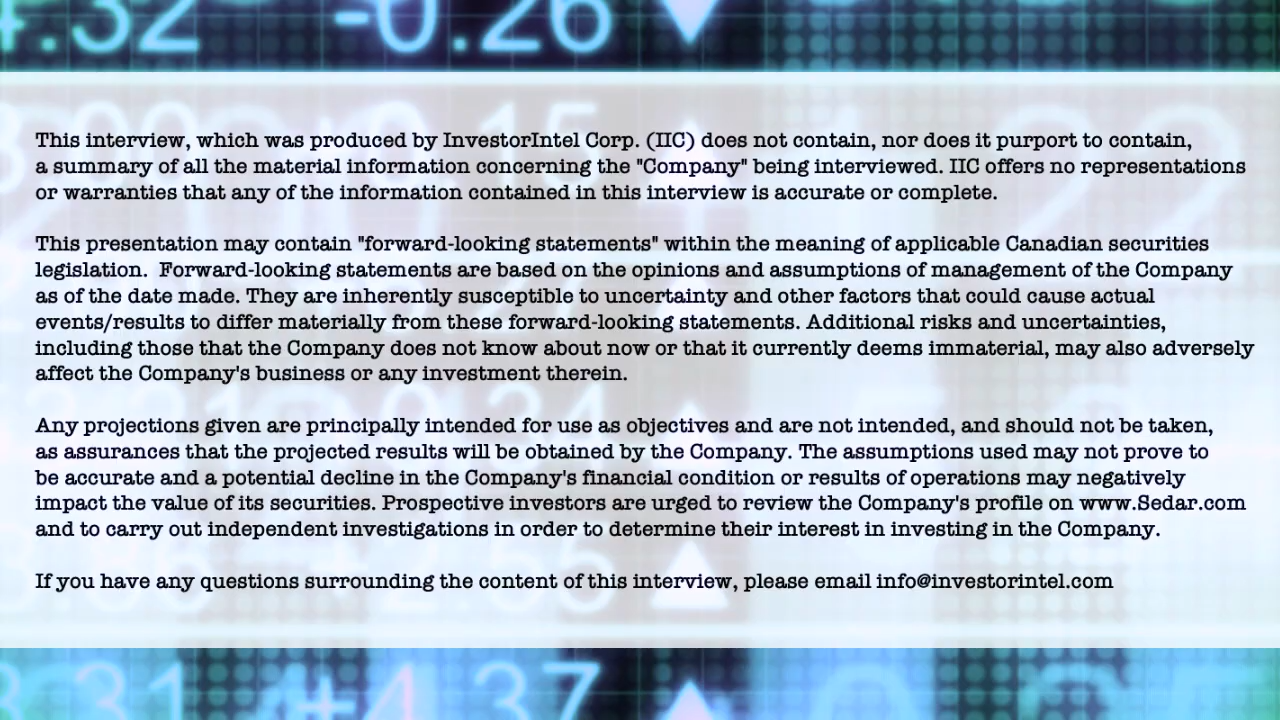 4.32 -0.26
This interview, which was produced by InvestorIntel Corp. (IIC) does not contain, nor does it purport to contain,
a summary of all the material information concerning the "Company" being interviewed. IIC offers no representations
or warranties that any of the information contained in this interview is accurate or complete.
This presentation may contain "forward-looking statements" within the meaning of applicable Canadian securities
legislation.  Forward-looking statements are based on the opinions and assumptions of management of the Company
as of the date made. They are inherently susceptible to uncertainty and other factors that could cause actual
events/results to differ materially from these forward-looking statements. Additional risks and uncertainties,
including those that the Company does not know about now or that it currently deems immaterial, may also adversely
affect the Company's business or any investment therein.
Any projections given are principally intended for use as objectives and are not intended, and should not be taken,
as assurances that the projected results will be obtained by the Company. The assumptions used may not prove to
be accurate and a potential decline in the Company's financial condition or results of operations may negatively
impact the value of its securities. Prospective investors are urged to review the Company's profile on www.Sedar.com
and to carry out independent investigations in order to determine their interest in investing in the Company.
If you have any questions surrounding the content of this interview, please email info@investorintel.com
+4.37